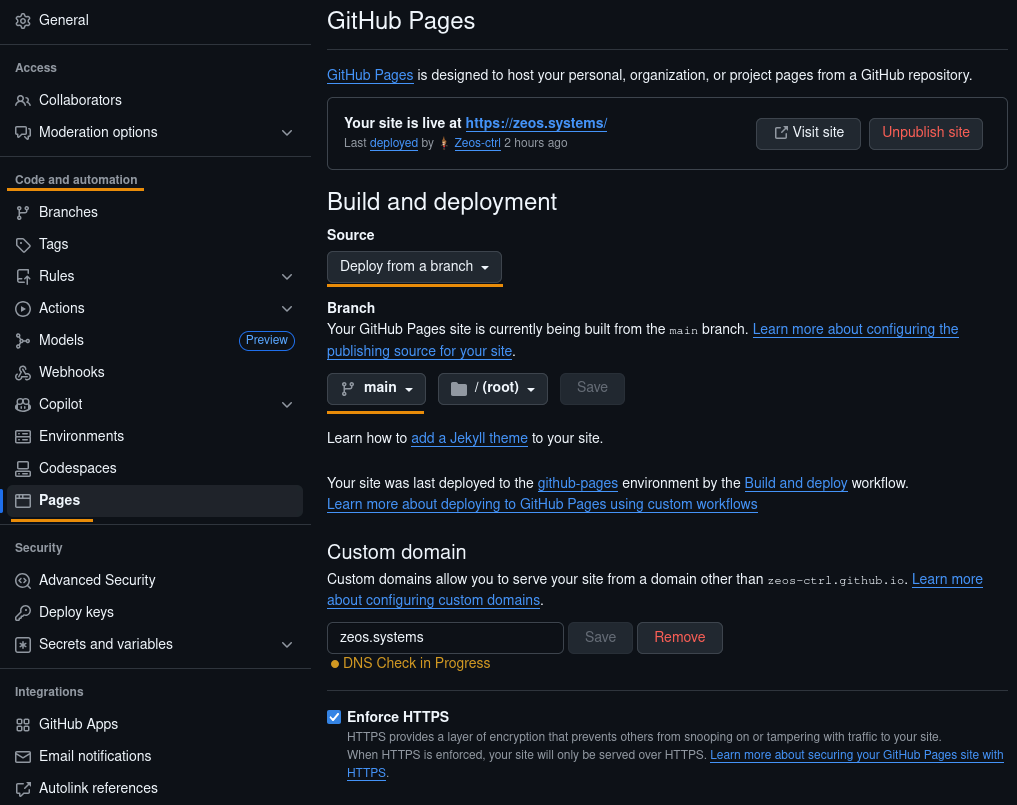 General
Access
Collaborators
Moderation options
Code and automation
Branches
Tags
Rules
Actions
Models Preview
Webhooks
Copilot
Environments
Codespaces
Pages
Security
Advanced Security
Deploy keys
Secrets and variables
Integrations
GitHub Apps
Email notifications
Autolink references
GitHub Pages
GitHub Pages is designed to host your personal, organization, or project pages from a GitHub repository.
Your site is live at https://zeos.systems/
Last deployed by Zeos-ctrl 2 hours ago
Visit site Unpublish site
Build and deployment
Source
Deploy from a branch
Branch
Your GitHub Pages site is currently being built from the main branch. Learn more about configuring the
publishing source for your site.
main / (root) Save
Learn how to add a Jekyll theme to your site.
Your site was last deployed to the github-pages environment by the Build and deploy workflow.
Learn more about deploying to GitHub Pages using custom workflows
Custom domain
Custom domains allow you to serve your site from a domain other than zeos-ctrl.github.io. Learn more
about configuring custom domains.
zeos.systems Save Remove
DNS Check in Progress
Enforce HTTPS
HTTPS provides a layer of encryption that prevents others from snooping on or tampering with traffic to your site.
When HTTPS is enforced, your site will only be served over HTTPS. Learn more about securing your GitHub Pages site with
HTTPS.